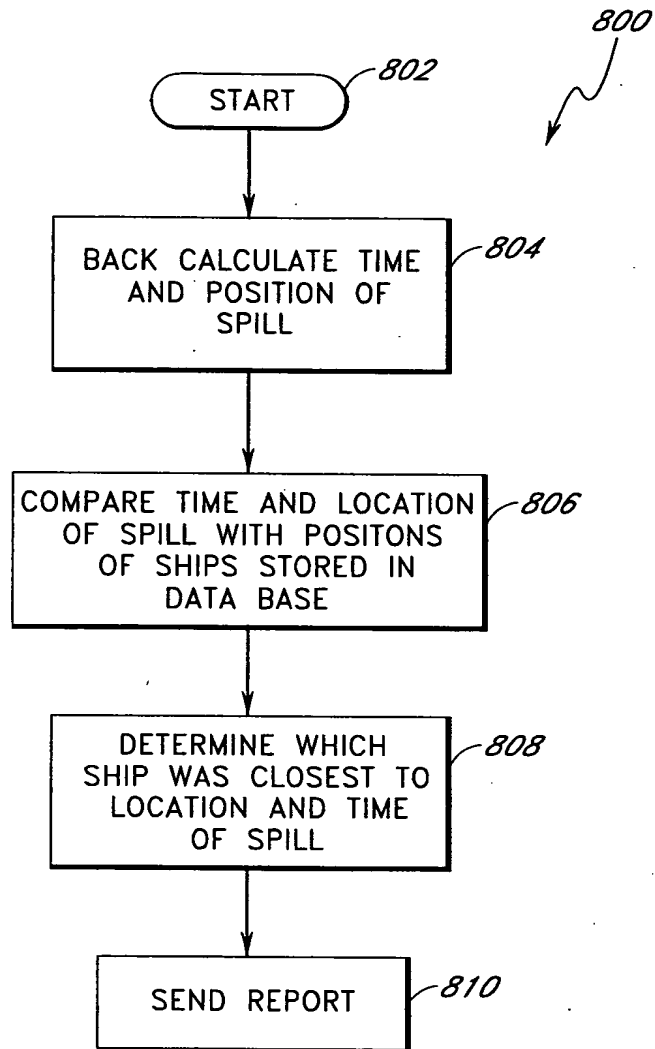 800
802
START
804
BACK CALCULATE TIME
AND POSITION OF
SPILL
806
COMPARE TIME AND LOCATION
OF SPILL WITH POSITONS
OF SHIPS STORED IN
DATA BASE
808
DETERMINE WHICH
SHIP WAS CLOSEST TO
LOCATION AND TIME
OF SPILL
810
SEND REPORT